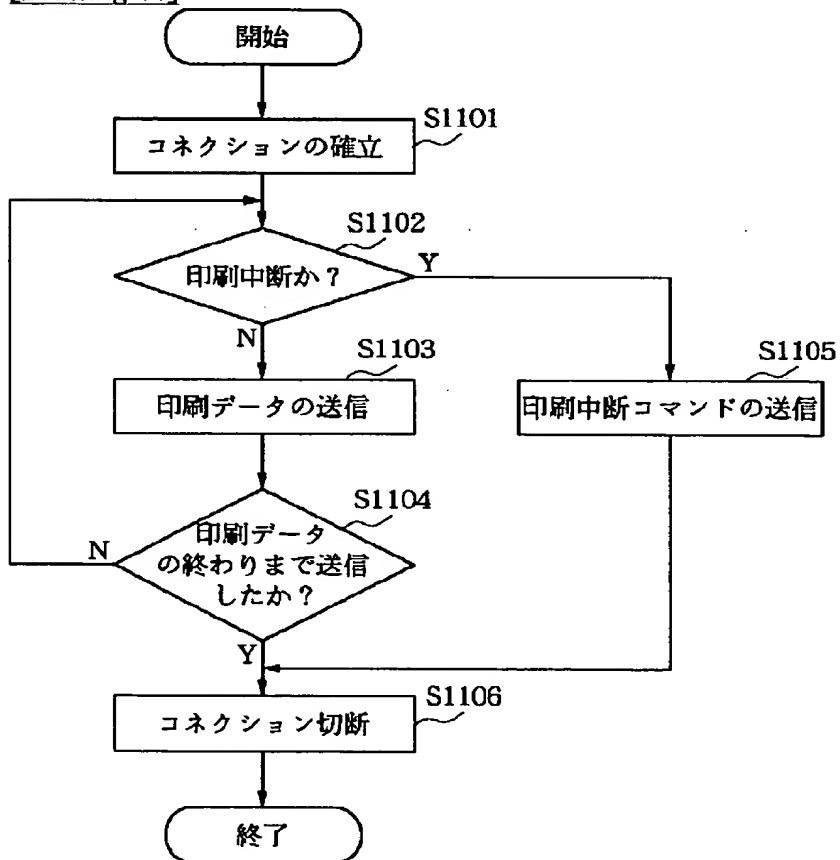 開始
S1101
コネクションの確立
S1102
印刷中断か?
Y
N
S1103
印刷データの送信
S1105
印刷中断コマンドの送信
S1104
印刷データ
の終わりまで送信
したか?
N
Y
S1106
コネクション切断
終了